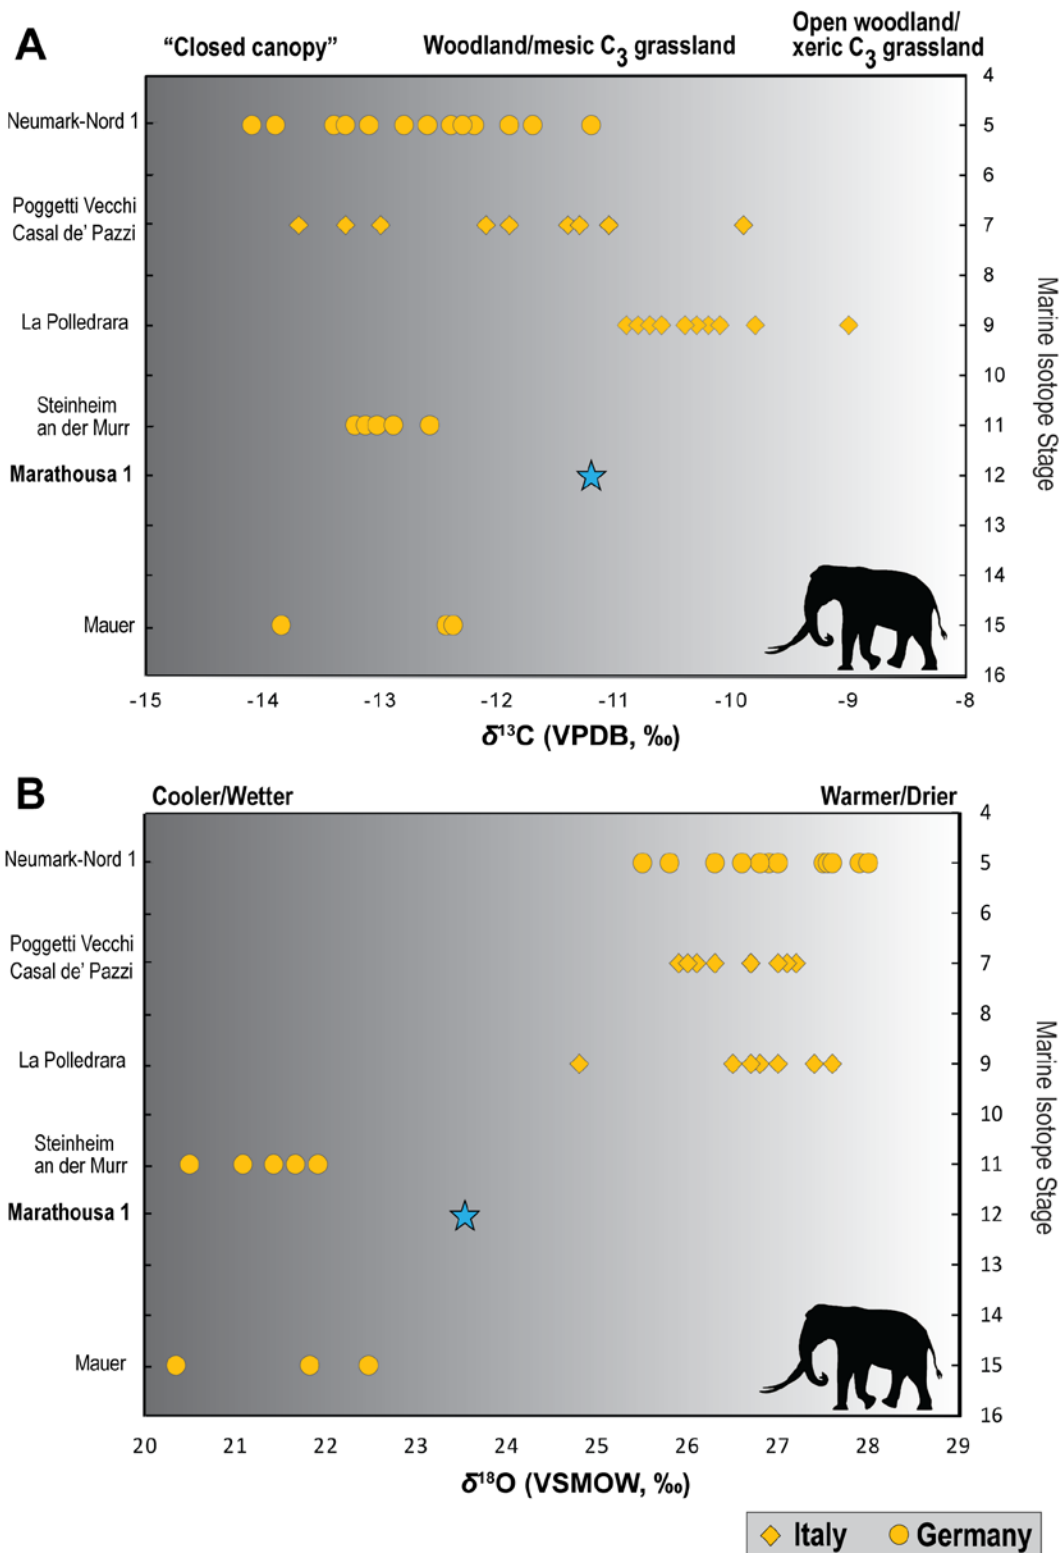 A
"Closed canopy"
Woodland/mesic C3 grassland
Open woodland/
xeric C3 grassland
Neumark-Nord 1
Poggetti Vecchi
Casal de' Pazzi
La Polledrara
Steinheim
an der Murr
Marathousa 1
Mauer
4
5
6
7
8
9
10
11
12
13
14
15
16
Marine Isotope Stage
-15 -14 -13 -12 -11 -10 -9 -8
δ13C (VPDB, ‰)
B
Cooler/Wetter
Warmer/Drier
Neumark-Nord 1
Poggetti Vecchi
Casal de' Pazzi
La Polledrara
Steinheim
an der Murr
Marathousa 1
Mauer
4
5
6
7
8
9
10
11
12
13
14
15
16
Marine Isotope Stage
20 21 22 23 24 25 26 27 28 29
δ18O (VSMOW, ‰)
Italy Germany